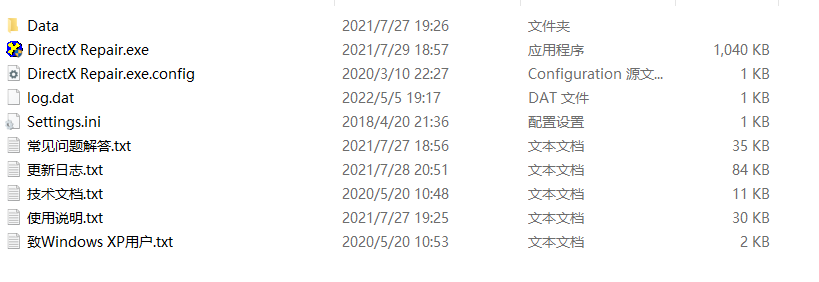 Data 2021/7/27 19:26 文件夹
DirectX Repair.exe 2021/7/29 18:57 应用程序 1,040 KB
DirectX Repair.exe.config 2020/3/10 22:27 Configuration 源文... 1 KB
log.dat 2022/5/5 19:17 DAT 文件 1 KB
Settings.ini 2018/4/20 21:36 配置设置 1 KB
常见问题解答.txt 2021/7/27 18:56 文本文档 35 KB
更新日志.txt 2021/7/28 20:51 文本文档 84 KB
技术文档.txt 2020/5/20 10:48 文本文档 11 KB
使用说明.txt 2021/7/27 19:25 文本文档 30 KB
致Windows XP用户.txt 2020/5/20 10:53 文本文档 2 KB